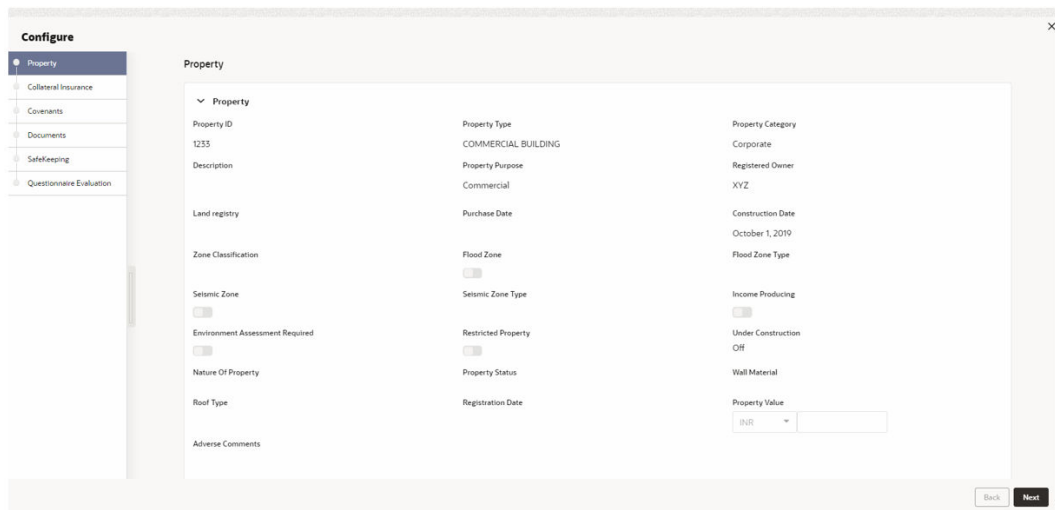 Configure
Property
Collateral Insurance
Covenants
Documents
SafeKeeping
Questionnaire Evaluation
Property
Property
Property ID Property Type Property Category
1233 COMMERCIAL BUILDING Corporate
Description Property Purpose Registered Owner
Commercial XYZ
Land registry Purchase Date Construction Date
October 1, 2019
Zone Classification Flood Zone Flood Zone Type
Seismic Zone Seismic Zone Type Income Producing
Environment Assessment Required Restricted Property Under Construction
Off
Nature Of Property Property Status Wall Material
Roof Type Registration Date Property Value
INR
Adverse Comments
Back Next